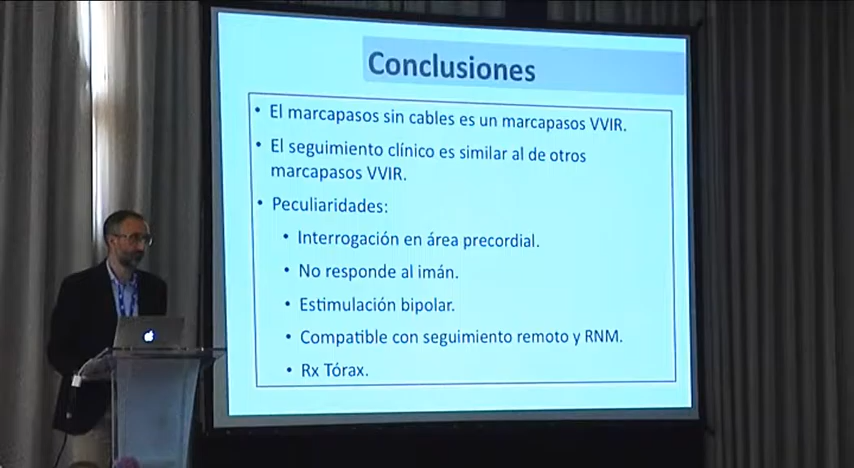 Conclusiones
• El marcapasos sin cables es un marcapasos VVIR.
• El seguimiento clínico es similar al de otros
marcapasos VVIR.
• Peculiaridades:
• Interrogación en área precordial.
• No responde al imán.
• Estimulación bipolar.
• Compatible con seguimiento remoto y RNM.
• Rx Tórax.